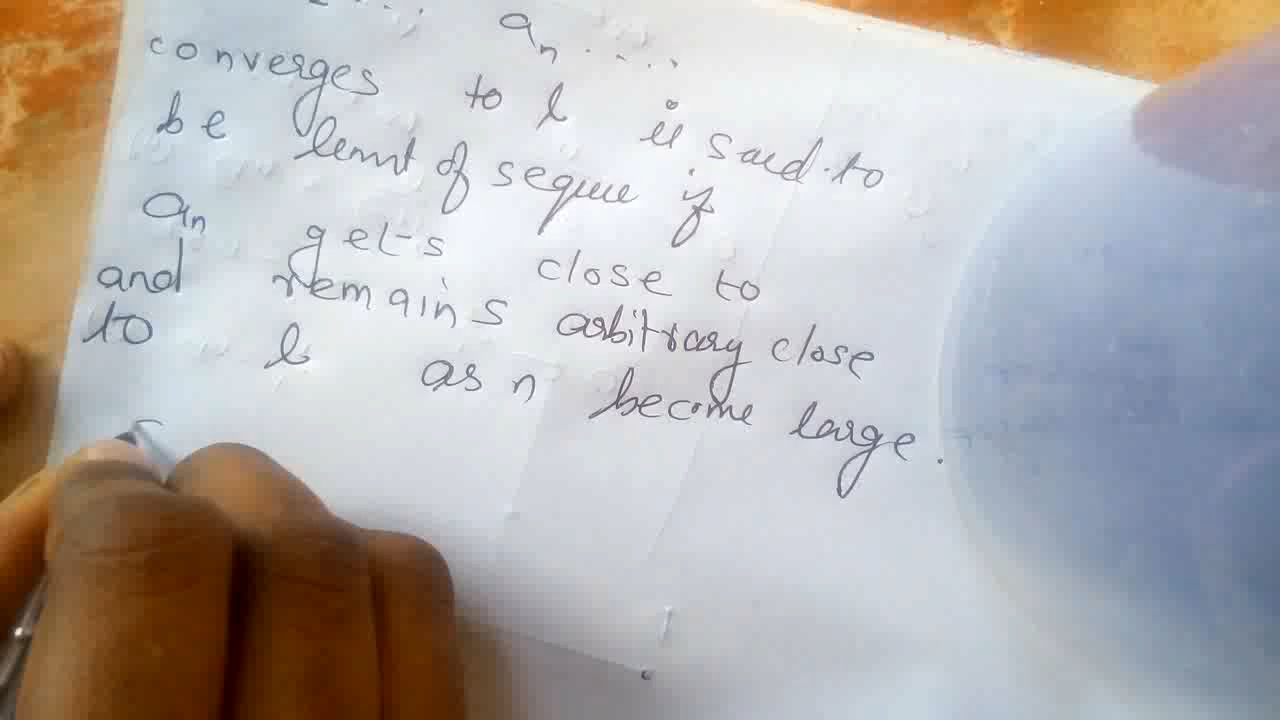 ... aₙ ...
converges to l is said to
be limit of sequence if
aₙ gets close to
and remains arbitrary close
to l as n become large.